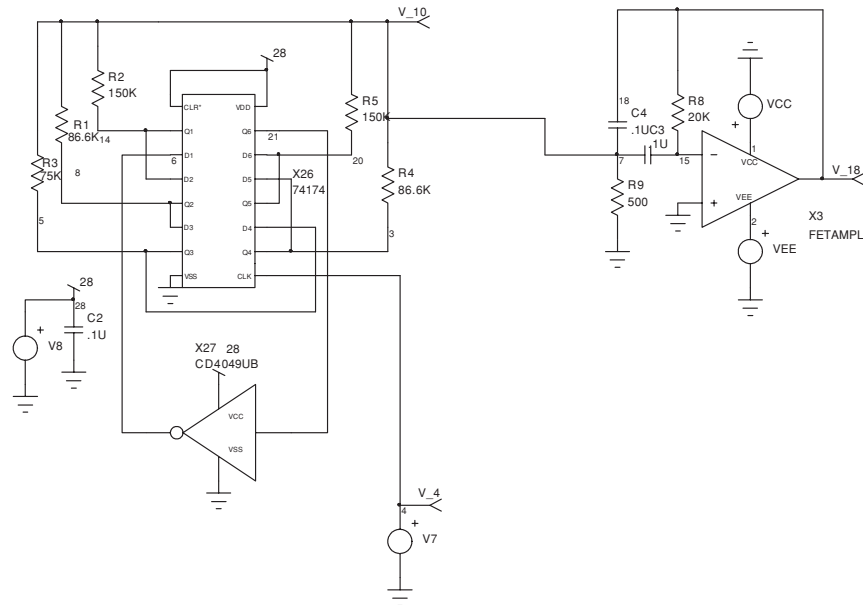 V_10
R2
150K
28
R1
86.6K
14
R3
75K
8
5
CLR*
VDD
Q1
Q6
21
D1
D6
6
D2
D5
Q2
Q5
D3
D4
Q3
Q4
VSS
CLK
X26
74174
R5
150K
20
R4
86.6K
3
18
C4
.1U
C3
.1U
7
R8
20K
15
R9
500
VCC
1
VCC
VEE
2
VEE
V_18
X3
FETAMPL
28
28
C2
.1U
V8
X27
28
CD4049UB
VCC
VSS
V_4
4
V7